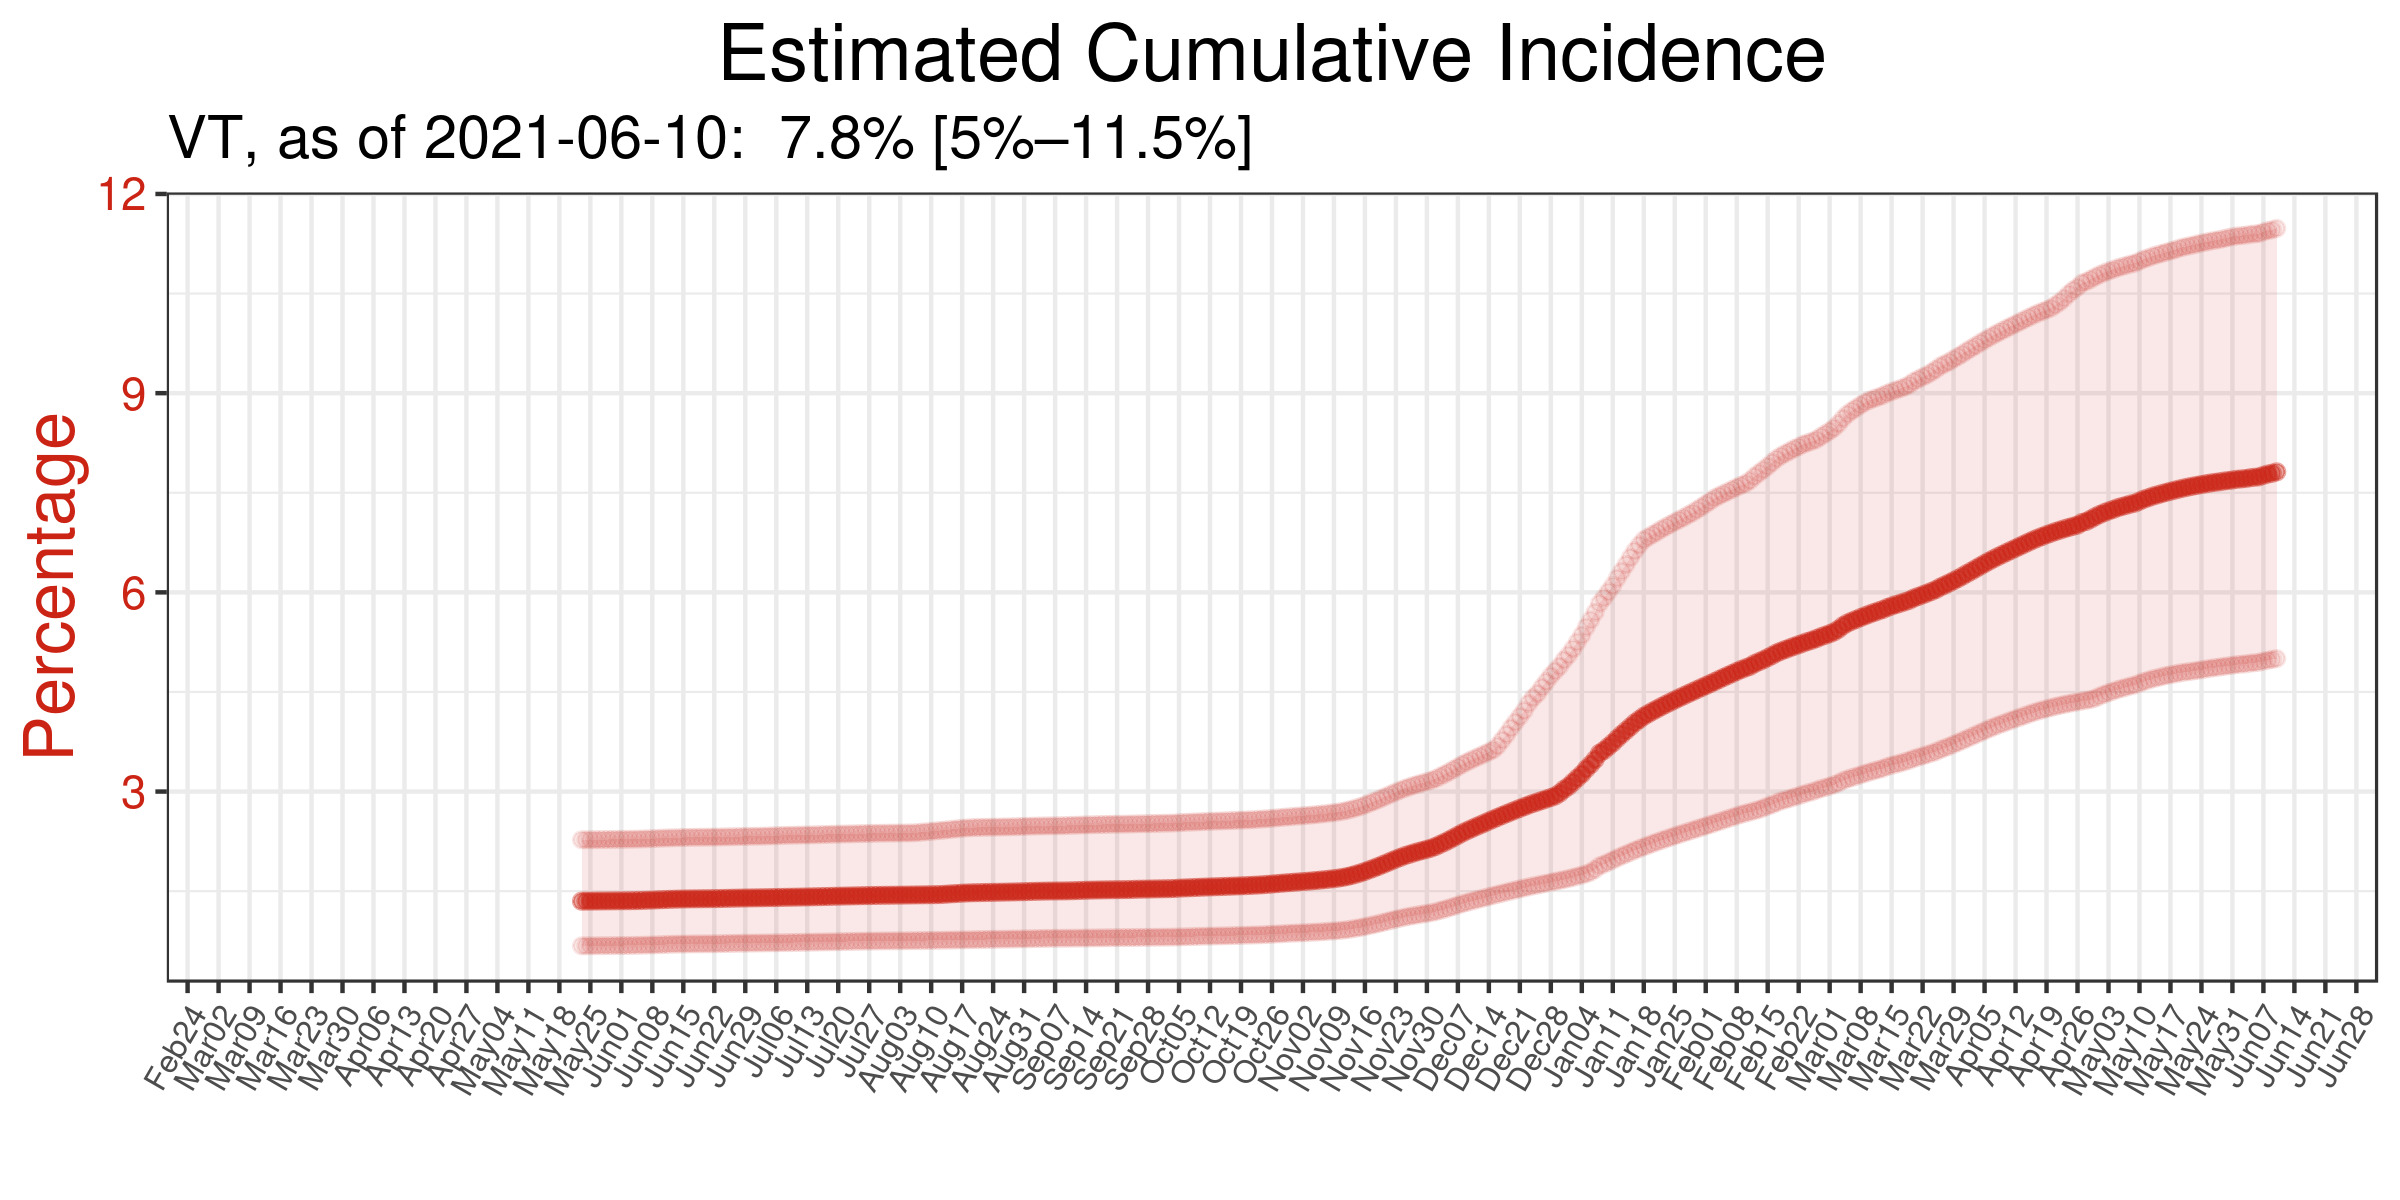 Estimated Cumulative Incidence
VT, as of 2021-06-10:  7.8% [5%–11.5%]
Percentage
12
9
6
3
Feb24
Mar02
Mar09
Mar16
Mar23
Mar30
Apr06
Apr13
Apr20
Apr27
May04
May11
May18
May25
Jun01
Jun08
Jun15
Jun22
Jun29
Jul06
Jul13
Jul20
Jul27
Aug03
Aug10
Aug17
Aug24
Aug31
Sep07
Sep14
Sep21
Sep28
Oct05
Oct12
Oct19
Oct26
Nov02
Nov09
Nov16
Nov23
Nov30
Dec07
Dec14
Dec21
Dec28
Jan04
Jan11
Jan18
Jan25
Feb01
Feb08
Feb15
Feb22
Mar01
Mar08
Mar15
Mar22
Mar29
Apr05
Apr12
Apr19
Apr26
May03
May10
May17
May24
May31
Jun07
Jun14
Jun21
Jun28